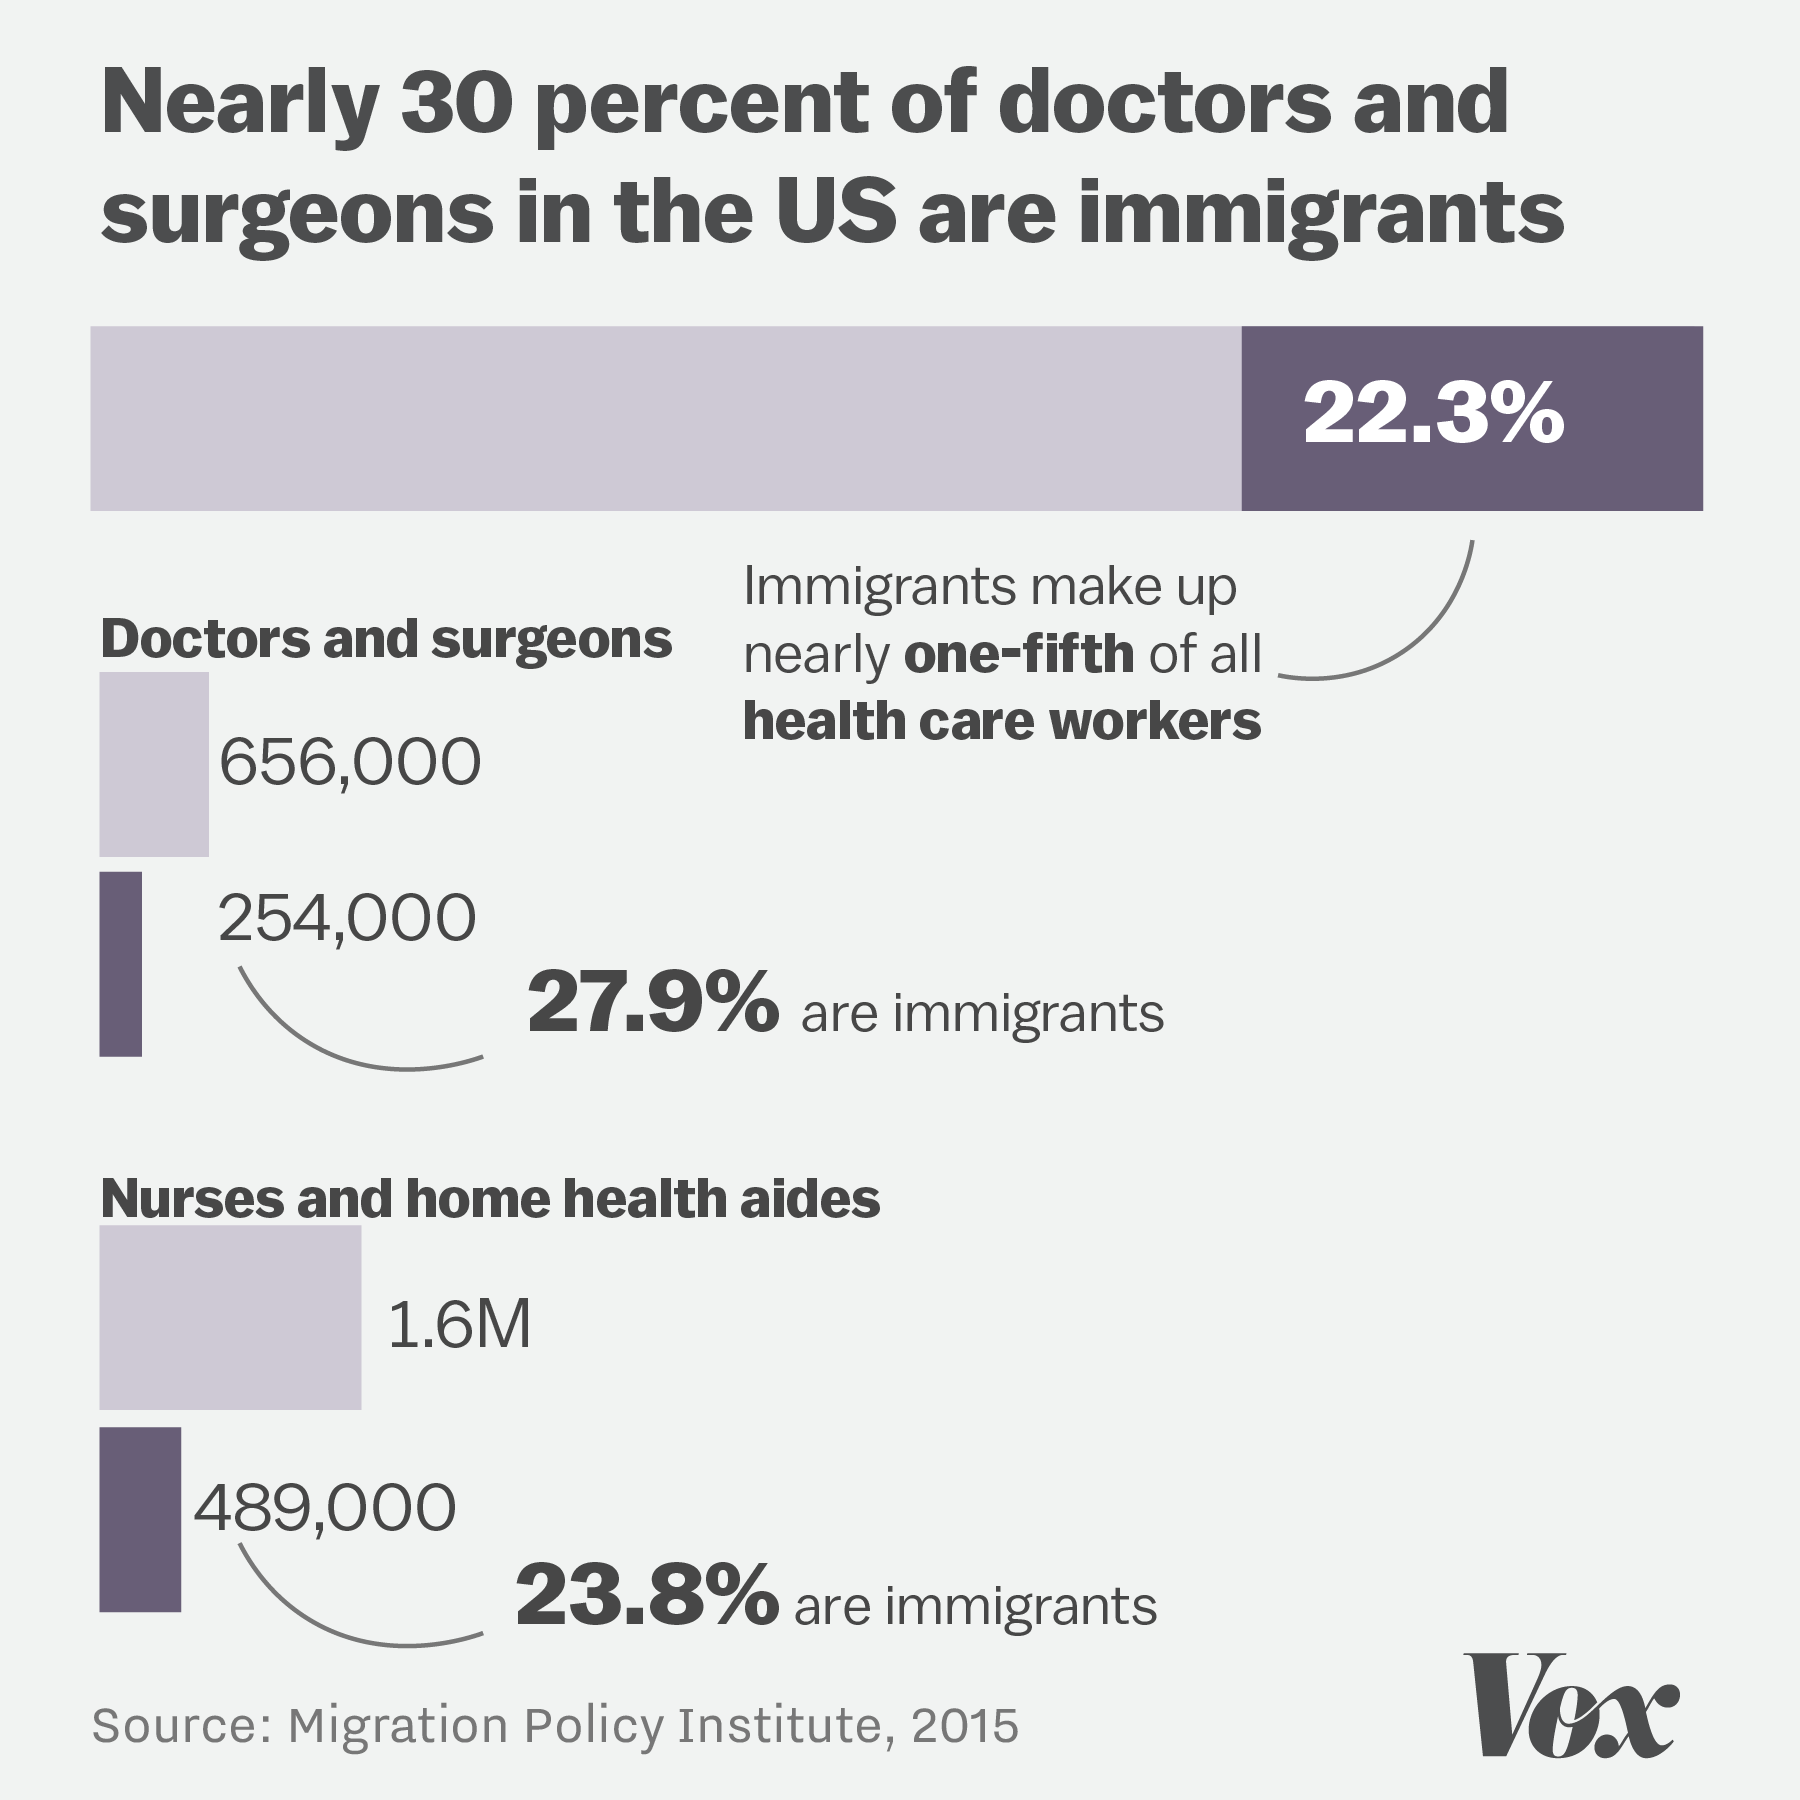 Nearly 30 percent of doctors and
surgeons in the US are immigrants
22.3%
Immigrants make up
nearly one-fifth of all
health care workers
Doctors and surgeons
656,000
254,000
27.9% are immigrants
Nurses and home health aides
1.6M
489,000
23.8% are immigrants
Source: Migration Policy Institute, 2015
Vox